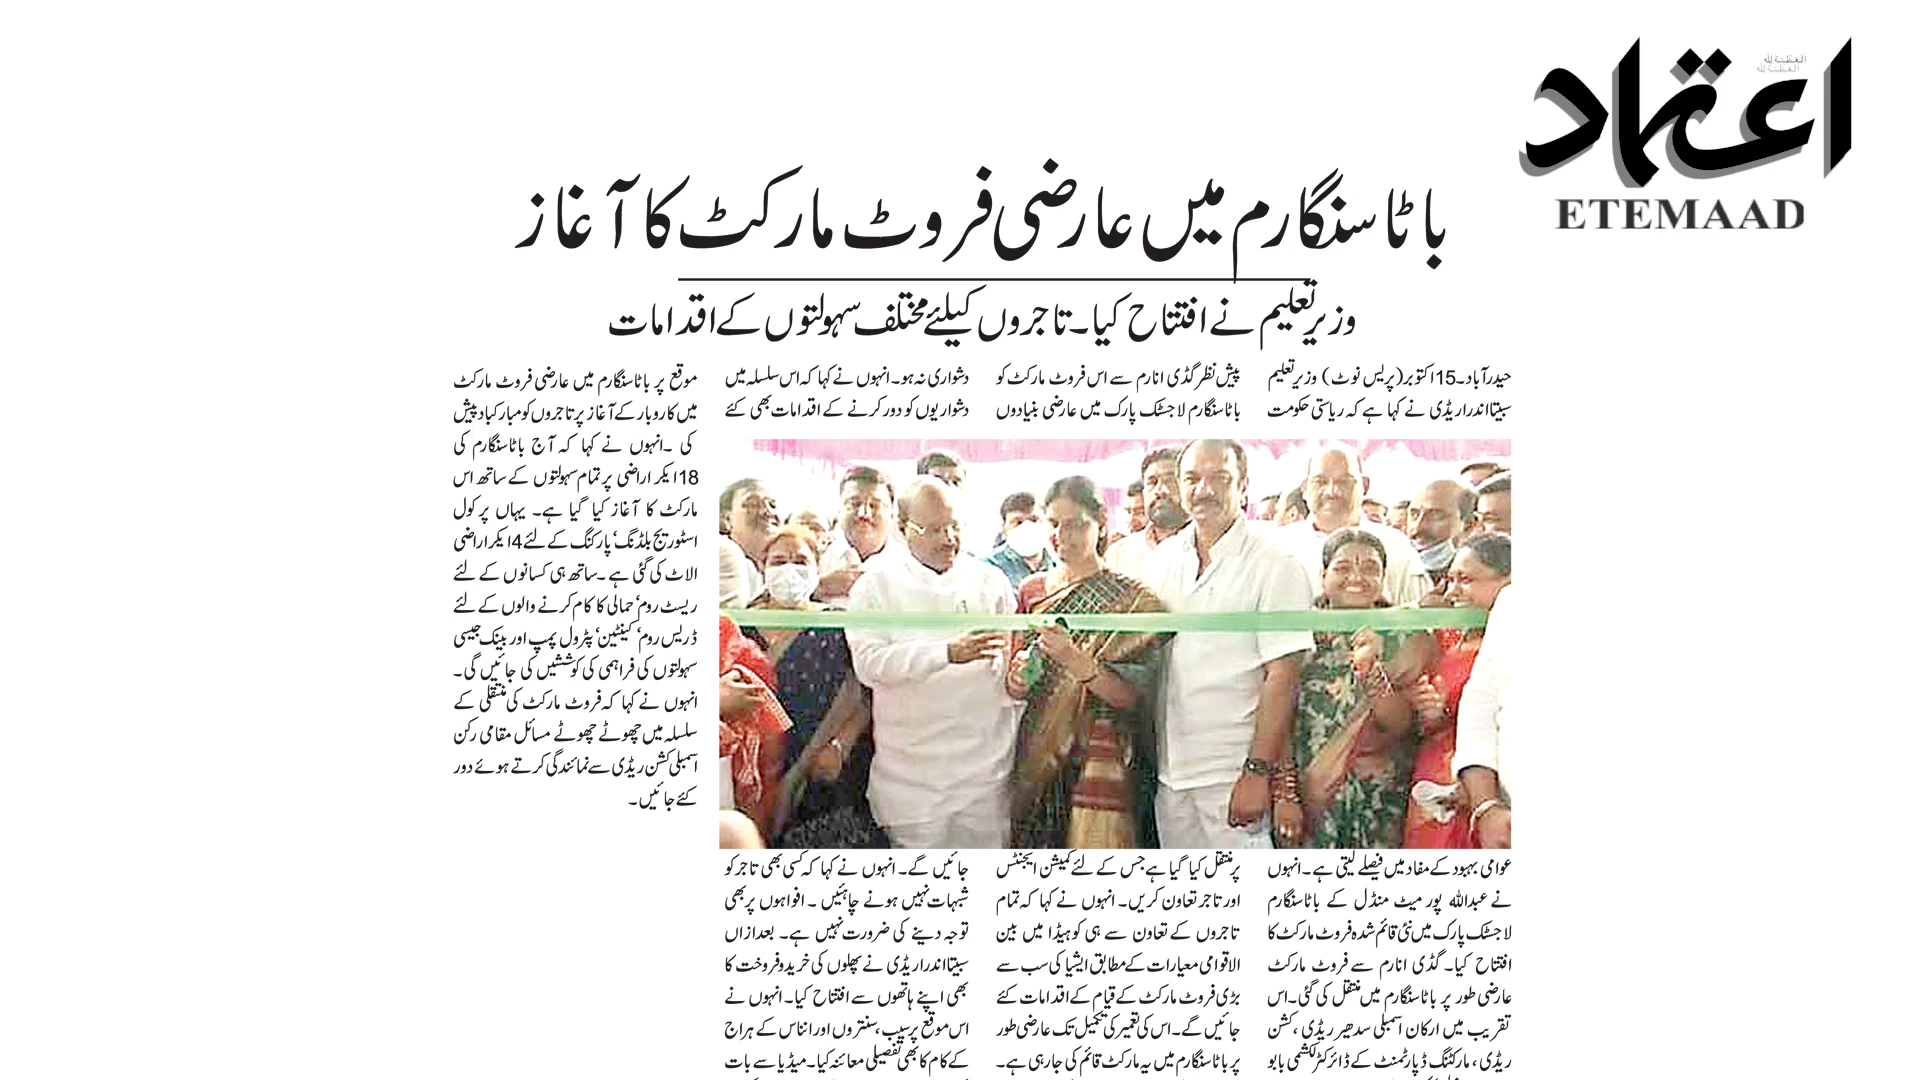 اعتماد
ETEMAAD
باٹاسنگارم میں عارضی فروٹ مارکٹ کا آغاز
وزیرتعلیم نے افتتاح کیا۔ تاجروں کیلئے مختلف سہولتوں کے اقدامات
حیدرآباد۔15اکتوبر(پریس نوٹ) وزیرتعلیم
سبیتااندراریڈی نے کہا ہے کہ ریاستی حکومت
عوامی بہبود کے مفاد میں فیصلے لیتی ہے۔انہوں
نے عبداللہ پور میٹ منڈل کے باٹاسنگارم
لاجسٹک پارک میں نئی قائم شدہ فروٹ مارکٹ کا
افتتاح کیا۔ گڈی انارم سے فروٹ مارکٹ
عارضی طور پر باٹاسنگارم میں منتقل کی گئی۔اس
تقریب میں ارکان اسمبلی سدھیر ریڈی ،کشن
ریڈی ، مارکٹنگ ڈپارٹمنٹ کے ڈائرکٹر لکشمی بابو
پیش نظر گڈی انارم سے اس فروٹ مارکٹ کو
باٹاسنگارم لاجسٹک پارک میں عارضی بنیادوں
پر منتقل کیا گیا ہے جس کے لئے کمیشن ایجنٹس
اور تاجر تعاون کریں۔ انہوں نے کہا کہ تمام
تاجروں کے تعاون سے ہی کوہیڈا میں بین
الاقوامی معیارات کے مطابق ایشیا کی سب سے
بڑی فروٹ مارکٹ کے قیام کے اقدامات کئے
جائیں گے۔اس کی تعمیر کی تکمیل تک عارضی طور
پر باٹاسنگارم میں یہ مارکٹ قائم کی جارہی ہے۔
دشواری نہ ہو۔ انہوں نے کہا کہ اس سلسلہ میں
دشواریوں کو دور کرنے کے اقدامات بھی کئے
جائیں گے۔ انہوں نے کہا کہ کسی بھی تاجر کو
شبہات نہیں ہونے چاہئیں ۔ افواہوں پر بھی
توجہ دینے کی ضرورت نہیں ہے۔ بعدازاں
سبیتااندراریڈی نے پھلوں کی خرید وفروخت کا
بھی اپنے ہاتھوں سے افتتاح کیا۔ انہوں نے
اس موقع پر سیب ،سنتروں اور انناس کے ہراج
کے کام کا بھی تفصیلی معائنہ کیا۔ میڈیا سے بات
موقع پر باٹاسنگارم میں عارضی فروٹ مارکٹ
میں کاروبار کے آغاز پر تاجروں کو مبارکباد پیش
کی ۔انہوں نے کہا کہ آج باٹاسنگارم کی
18ایکر اراضی پر تمام سہولتوں کے ساتھ اس
مارکٹ کا آغاز کیا گیا ہے۔ یہاں پر کول
اسٹوریج بلڈنگ‘ پارکنگ کے لئے 4ایکر اراضی
الاٹ کی گئی ہے ۔ساتھ ہی کسانوں کے لئے
ریسٹ روم‘ حمالی کا کام کرنے والوں کے لئے
ڈریس روم‘ کینٹین‘ پٹرول پمپ اور بینک جیسی
سہولتوں کی فراہمی کی کوششیں کی جائیں گی۔
انہوں نے کہا کہ فروٹ مارکٹ کی منتقلی کے
سلسلہ میں چھوٹے چھوٹے مسائل مقامی رکن
اسمبلی کشن ریڈی سے نمائندگی کرتے ہوئے دور
کئے جائیں۔